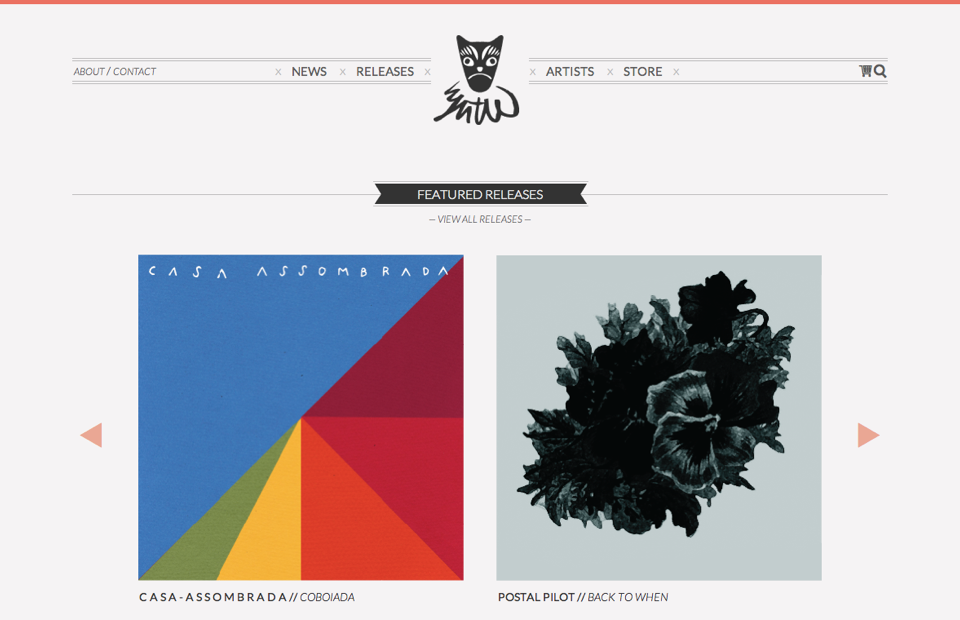 ABOUT / CONTACT x NEWS x RELEASES x x ARTISTS x STORE x
FEATURED RELEASES
— VIEW ALL RELEASES —
CASA ASSOMBRADA
CASA-ASSOMBRADA// COBOIADA
POSTAL PILOT // BACK TO WHEN